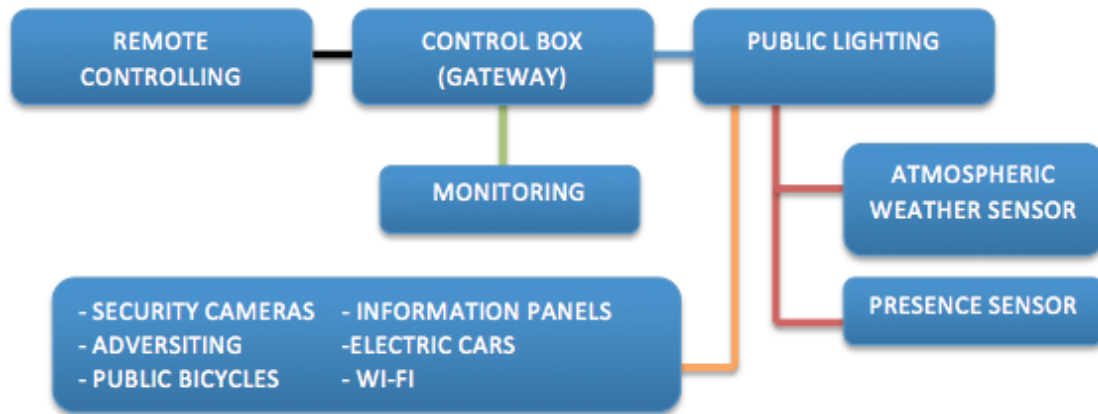 REMOTE
CONTROLLING
CONTROL BOX
(GATEWAY)
PUBLIC LIGHTING
MONITORING
ATMOSPHERIC
WEATHER SENSOR
PRESENCE SENSOR
- SECURITY CAMERAS - INFORMATION PANELS
- ADVERSITING -ELECTRIC CARS
- PUBLIC BICYCLES - WI-FI